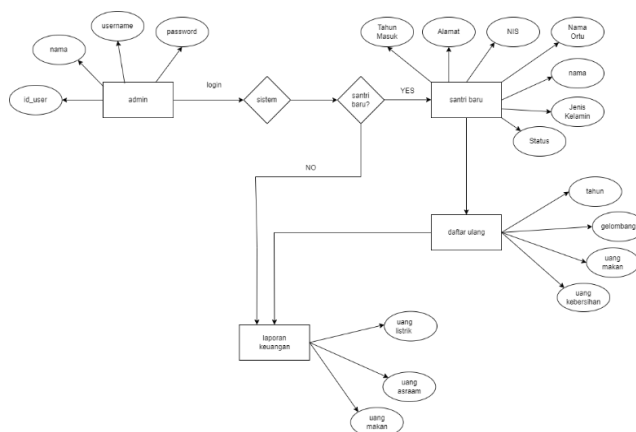 username
password
nama
id_user
admin
login
sistem
santri
baru?
YES
NO
Tahun
Masuk
Alamat
NIS
Nama
Ortu
nama
santri baru
Jenis
Kelamin
Status
daftar ulang
tahun
gelombang
uang
makan
uang
kebersihan
laporan
keuangan
uang
listrik
uang
asraam
uang
makan